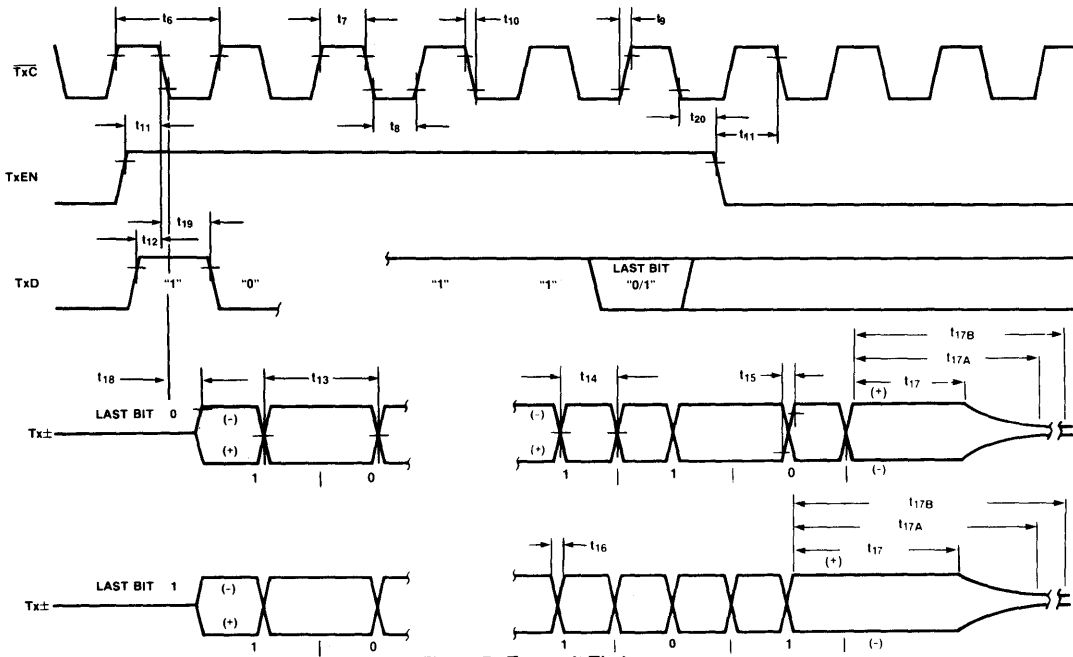 t6 t7 t10 t9
TxC
t11 t8 t20 t11
TxEN
t19
t12
TxD "1" "0" "1" "1" LAST BIT "0/1"
t17B
t17A
t18 t13 t14 t15 t17
LAST BIT 0 (-) (-) (+)
Tx±
(+) (+) (-)
1 | 0 1 | 1 | 0 |
t17B
t17A
t16 t17
(+)
LAST BIT 1 (-)
Tx±
(+)
1 | 0 1 | 0 | 1 | (-)